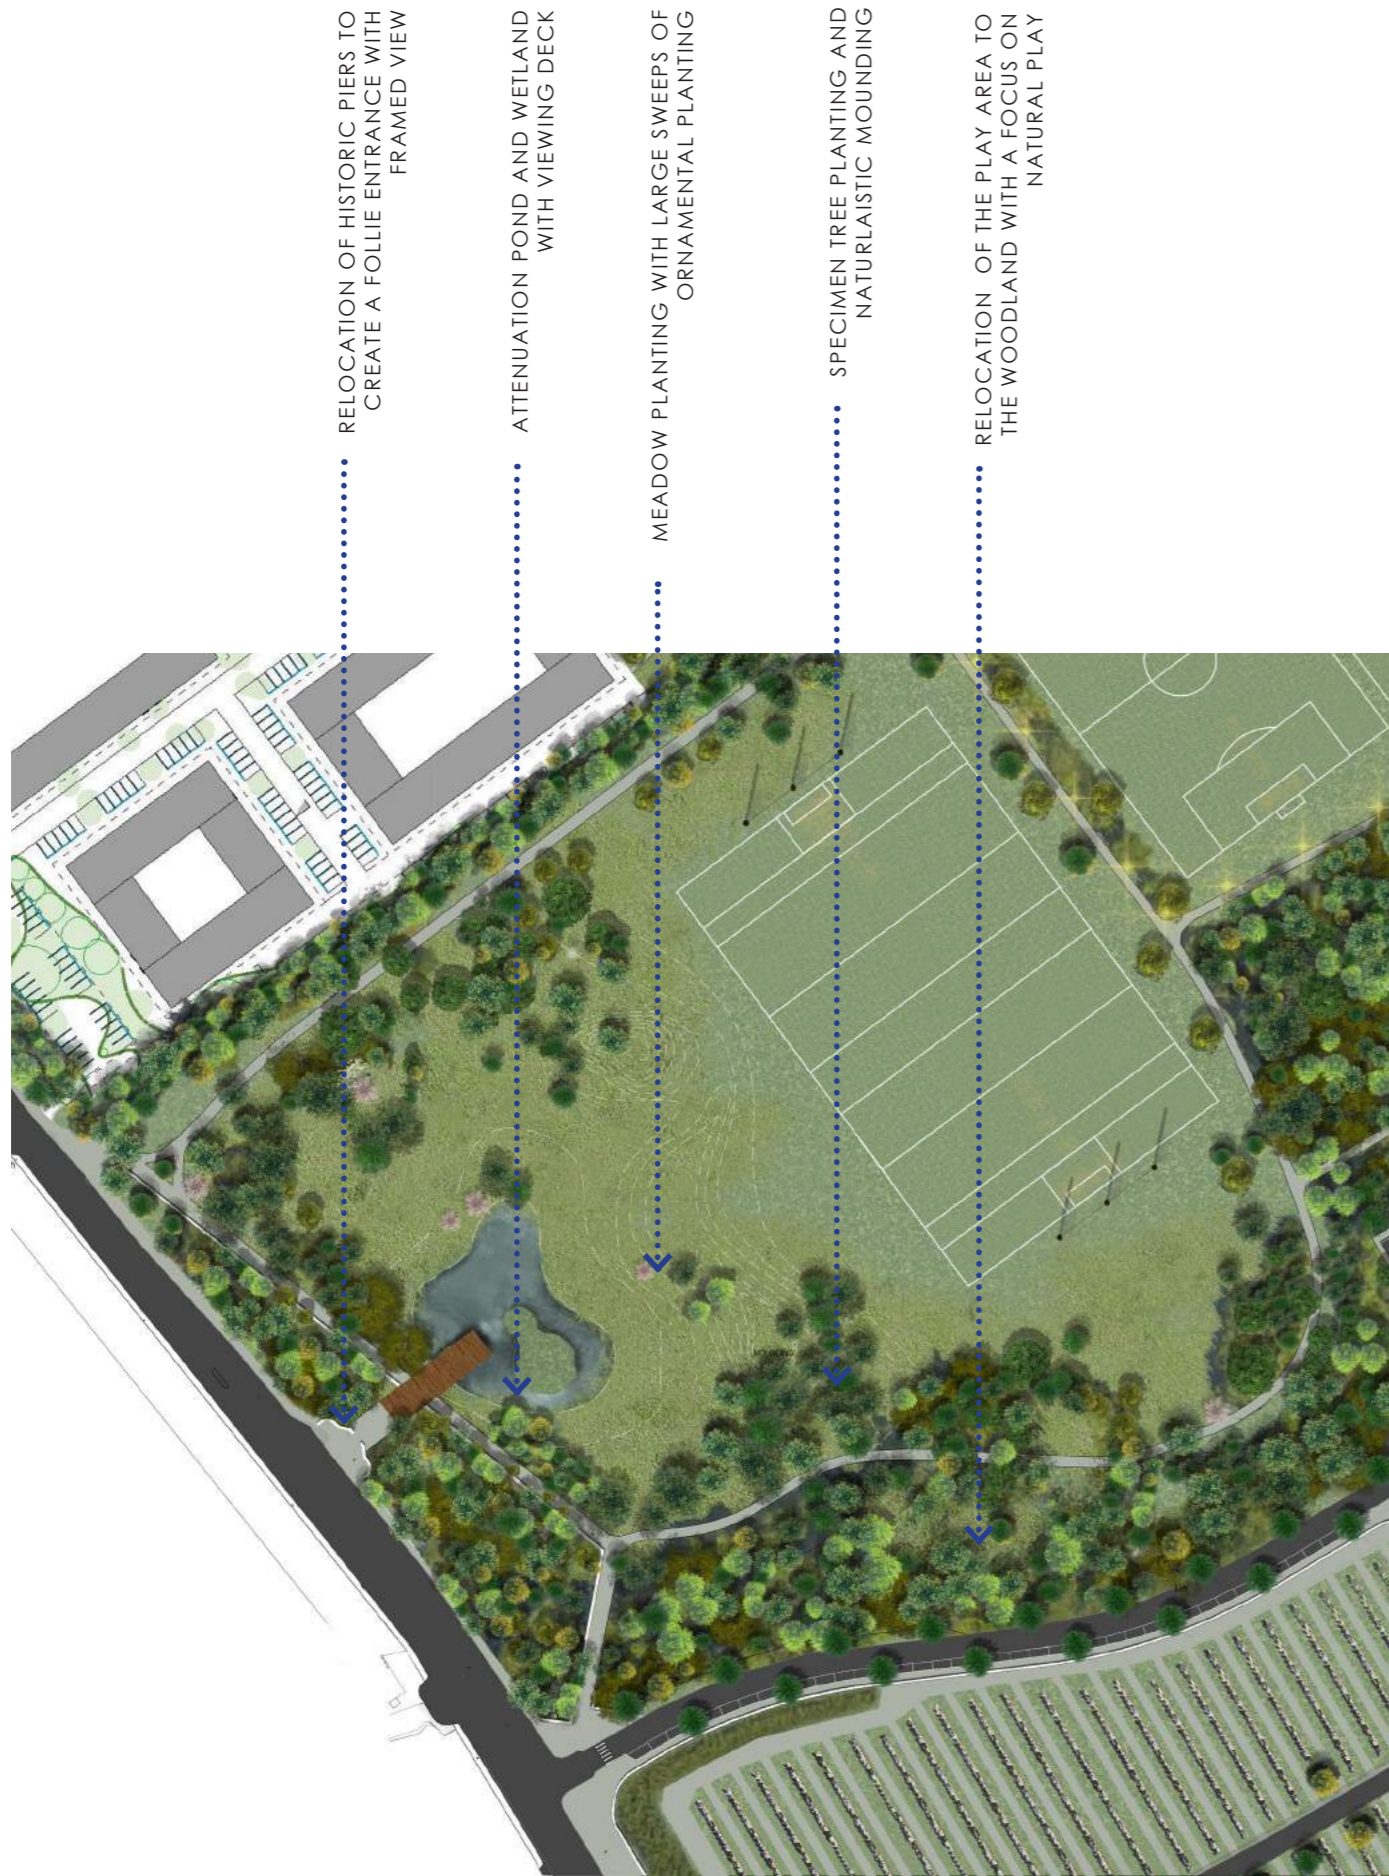 RELOCATION OF HISTORIC PIERS TO
CREATE A FOLLIE ENTRANCE WITH
FRAMED VIEW
ATTENUATION POND AND WETLAND
WITH VIEWING DECK
MEADOW PLANTING WITH LARGE SWEEPS OF
ORNAMENTAL PLANTING
SPECIMEN TREE PLANTING AND
NATURLAISTIC MOUNDING
RELOCATION OF THE PLAY AREA TO
THE WOODLAND WITH A FOCUS ON
NATURAL PLAY